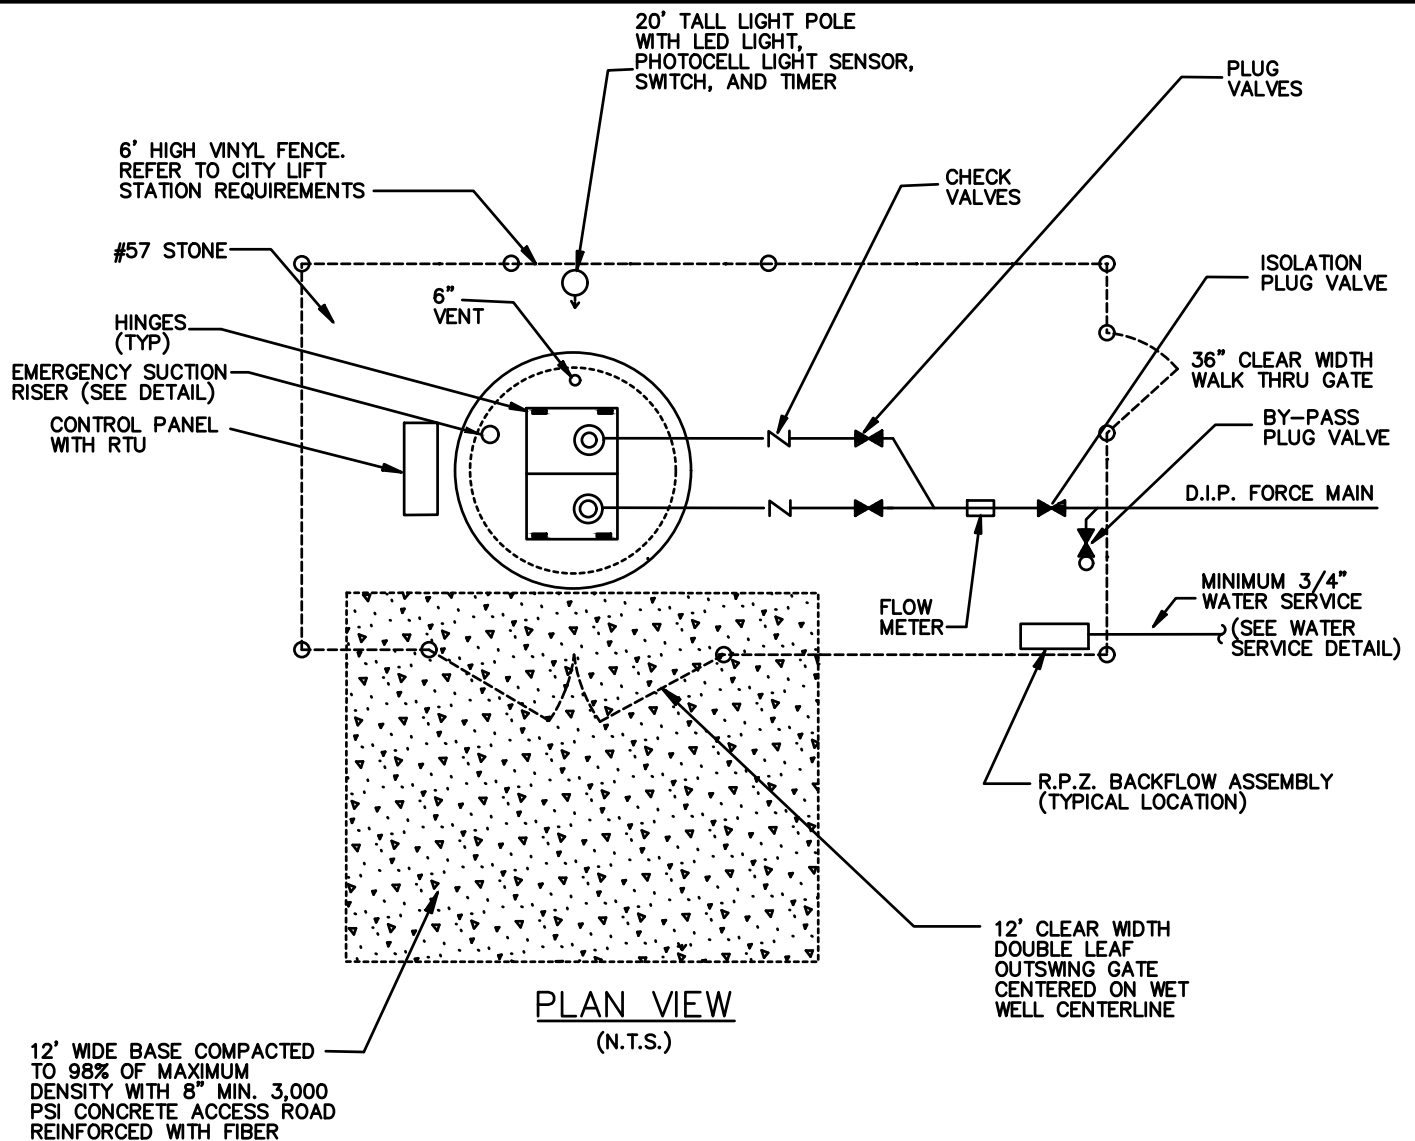 20' TALL LIGHT POLE
WITH LED LIGHT,
PHOTOCELL LIGHT SENSOR,
SWITCH, AND TIMER
PLUG
VALVES
6' HIGH VINYL FENCE.
REFER TO CITY LIFT
STATION REQUIREMENTS
CHECK
VALVES
#57 STONE
ISOLATION
PLUG VALVE
6"
VENT
HINGES
(TYP)
36" CLEAR WIDTH
WALK THRU GATE
EMERGENCY SUCTION
RISER (SEE DETAIL)
BY-PASS
PLUG VALVE
CONTROL PANEL
WITH RTU
D.I.P. FORCE MAIN
FLOW
METER
MINIMUM 3/4"
WATER SERVICE
(SEE WATER
SERVICE DETAIL)
R.P.Z. BACKFLOW ASSEMBLY
(TYPICAL LOCATION)
12' CLEAR WIDTH
DOUBLE LEAF
OUTSWING GATE
CENTERED ON WET
WELL CENTERLINE
PLAN VIEW
(N.T.S.)
12' WIDE BASE COMPACTED
TO 98% OF MAXIMUM
DENSITY WITH 8" MIN. 3,000
PSI CONCRETE ACCESS ROAD
REINFORCED WITH FIBER